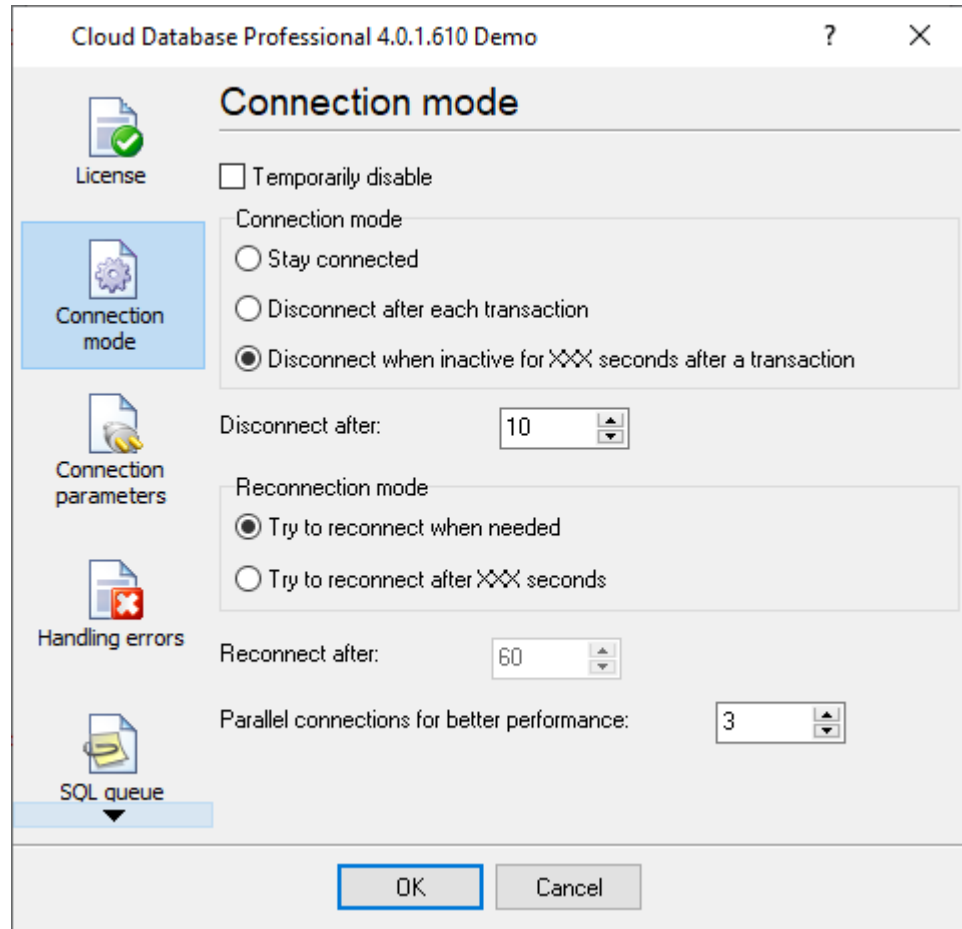 Cloud Database Professional 4.0.1.610 Demo
?
License
Connection
mode
Connection
parameters
Handling errors
SQL queue
Connection mode
Temporarily disable
Connection mode
Stay connected
Disconnect after each transaction
Disconnect when inactive for XXX seconds after a transaction
Disconnect after: 10
Reconnection mode
Try to reconnect when needed
Try to reconnect after XXX seconds
Reconnect after: 60
Parallel connections for better performance: 3
OK
Cancel